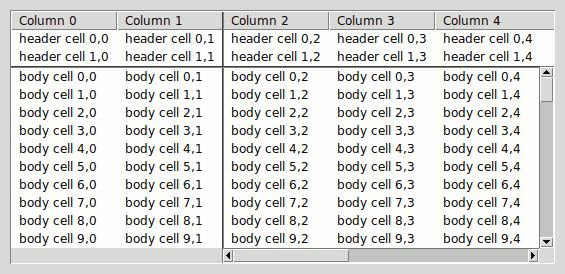 Column 0 Column 1 Column 2 Column 3 Column 4
header cell 0,0 header cell 0,1 header cell 0,2 header cell 0,3 header cell 0,4
header cell 1,0 header cell 1,1 header cell 1,2 header cell 1,3 header cell 1,4
body cell 0,0 body cell 0,1 body cell 0,2 body cell 0,3 body cell 0,4
body cell 1,0 body cell 1,1 body cell 1,2 body cell 1,3 body cell 1,4
body cell 2,0 body cell 2,1 body cell 2,2 body cell 2,3 body cell 2,4
body cell 3,0 body cell 3,1 body cell 3,2 body cell 3,3 body cell 3,4
body cell 4,0 body cell 4,1 body cell 4,2 body cell 4,3 body cell 4,4
body cell 5,0 body cell 5,1 body cell 5,2 body cell 5,3 body cell 5,4
body cell 6,0 body cell 6,1 body cell 6,2 body cell 6,3 body cell 6,4
body cell 7,0 body cell 7,1 body cell 7,2 body cell 7,3 body cell 7,4
body cell 8,0 body cell 8,1 body cell 8,2 body cell 8,3 body cell 8,4
body cell 9,0 body cell 9,1 body cell 9,2 body cell 9,3 body cell 9,4